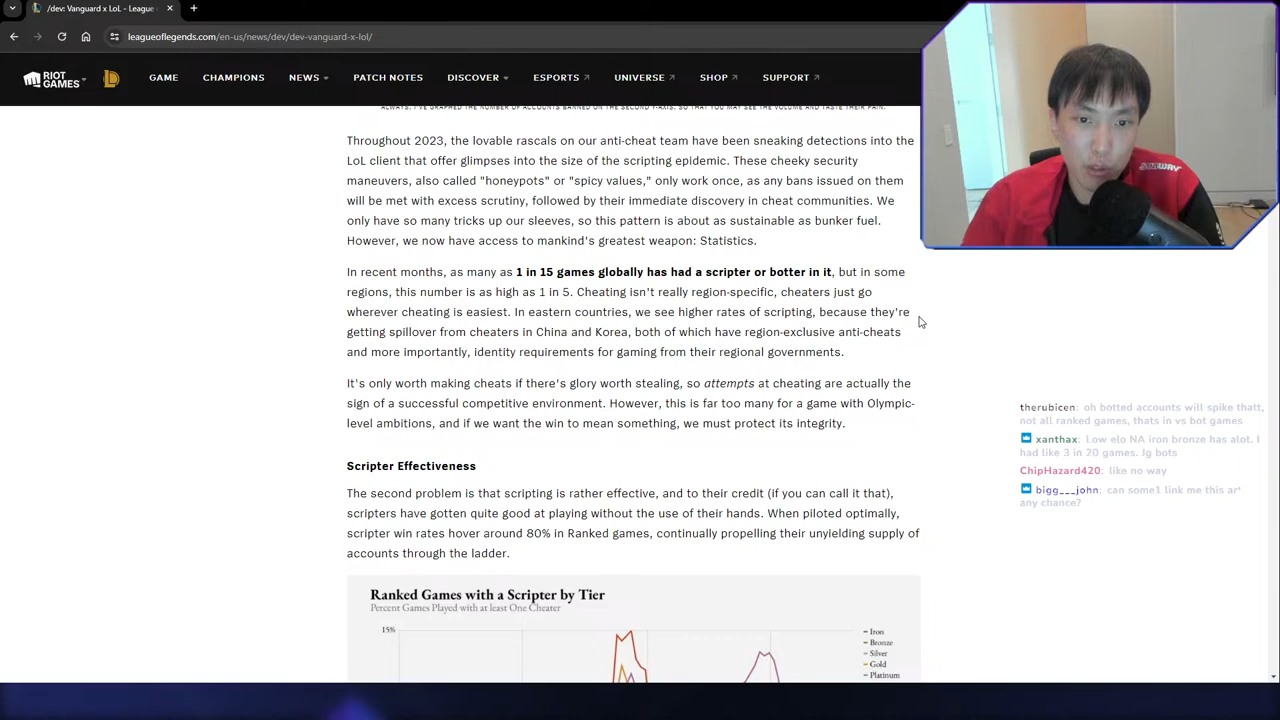 /dev: Vanguard x LoL - League
leagueoflegends.com/en-us/news/dev/dev-vanguard-x-lol/
RIOT GAMES
GAME
CHAMPIONS
NEWS
PATCH NOTES
DISCOVER
ESPORTS
UNIVERSE
SHOP
SUPPORT
ALWAYS, I'VE GRAPHED THE NUMBER OF ACCOUNTS BANNED ON THE SECOND Y-AXIS, SO THAT YOU MAY SEE THE VOLUME AND TASTE THEIR PAIN.
Throughout 2023, the lovable rascals on our anti-cheat team have been sneaking detections into the
LoL client that offer glimpses into the size of the scripting epidemic. These cheeky security
maneuvers, also called "honeypots" or "spicy values," only work once, as any bans issued on them
will be met with excess scrutiny, followed by their immediate discovery in cheat communities. We
only have so many tricks up our sleeves, so this pattern is about as sustainable as bunker fuel.
However, we now have access to mankind's greatest weapon: Statistics.
In recent months, as many as 1 in 15 games globally has had a scripter or botter in it, but in some
regions, this number is as high as 1 in 5. Cheating isn't really region-specific, cheaters just go
wherever cheating is easiest. In eastern countries, we see higher rates of scripting, because they're
getting spillover from cheaters in China and Korea, both of which have region-exclusive anti-cheats
and more importantly, identity requirements for gaming from their regional governments.
It's only worth making cheats if there's glory worth stealing, so attempts at cheating are actually the
sign of a successful competitive environment. However, this is far too many for a game with Olympic-
level ambitions, and if we want the win to mean something, we must protect its integrity.
Scripter Effectiveness
The second problem is that scripting is rather effective, and to their credit (if you can call it that),
scripters have gotten quite good at playing without the use of their hands. When piloted optimally,
scripter win rates hover around 80% in Ranked games, continually propelling their unyielding supply of
accounts through the ladder.
Ranked Games with a Scripter by Tier
Percent Games Played with at least One Cheater
15%
Iron
Bronze
Silver
Gold
Platinum
SUBWAY
therubicen: oh botted accounts will spike thatt,
not all ranked games, thats in vs bot games
xanthax: Low elo NA iron bronze has alot. I
had like 3 in 20 games. Jg bots
ChipHazard420: like no way
bigg___john: can some1 link me this ar*
any chance?